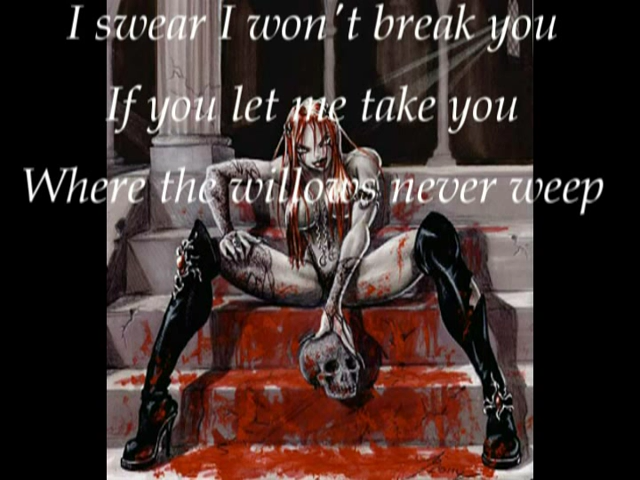 I swear I won't break you
If you let me take you
Where the willows never weep